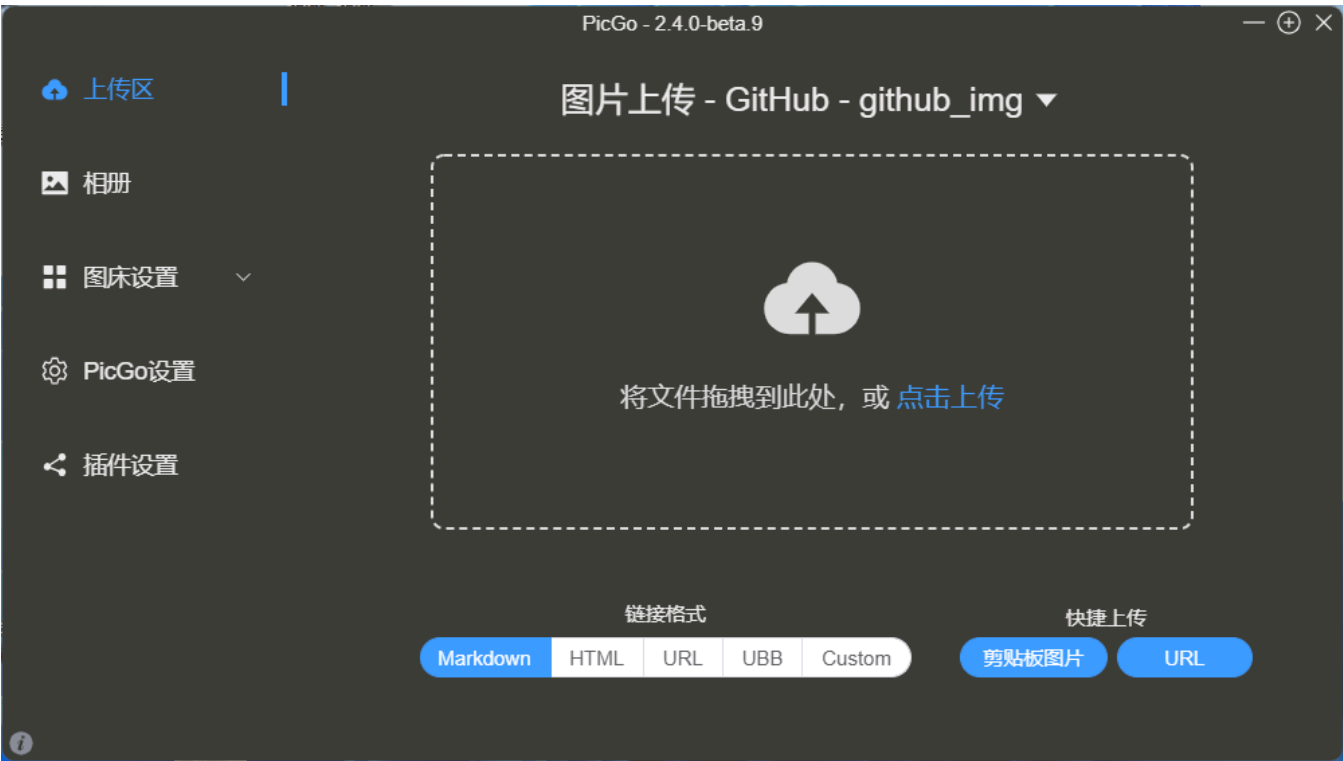 PicGo - 2.4.0-beta.9
上传区
相册
图床设置
PicGo设置
插件设置
图片上传 - GitHub - github_img
将文件拖拽到此处，或 点击上传
链接格式
Markdown HTML URL UBB Custom
快捷上传
剪贴板图片 URL